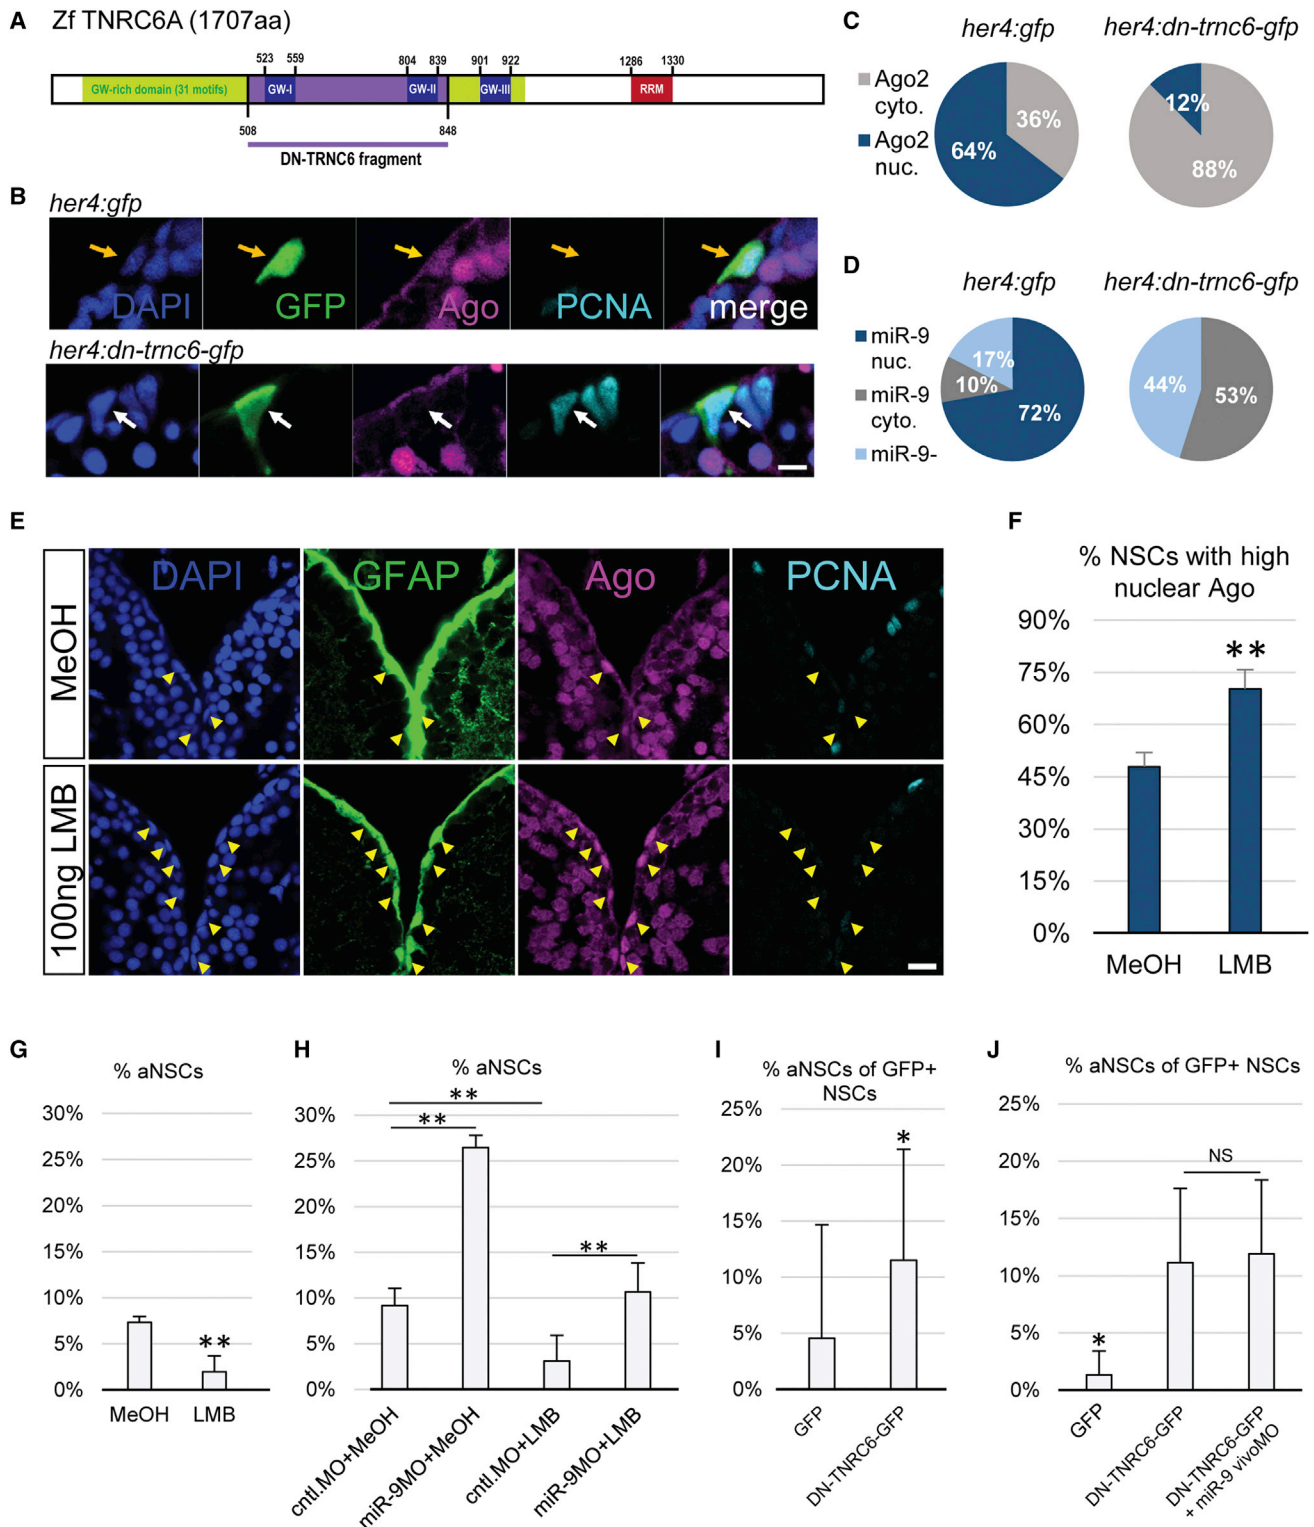 A
Zf TNRC6A (1707aa)
523 559 804 839 901 922 1286 1330
GW-rich domain (31 motifs) GW-I GW-II GW-III RRM
508 848
DN-TRNC6 fragment
B
her4:gfp
DAPI GFP Ago PCNA merge
her4:dn-trnc6-gfp
C
her4:gfp her4:dn-trnc6-gfp
Ago2
cyto.
Ago2
nuc.
36%
64%
12%
88%
D
her4:gfp her4:dn-trnc6-gfp
miR-9
nuc.
miR-9
cyto.
miR-9-
17%
10%
72%
44%
53%
E
DAPI GFAP Ago PCNA
MeOH
100ng LMB
F
% NSCs with high
nuclear Ago
90%
75%
60%
45%
30%
15%
0%
**
MeOH LMB
G
% aNSCs
30%
25%
20%
15%
10%
5%
0%
**
MeOH LMB
H
% aNSCs
30%
25%
20%
15%
10%
5%
0%
**
**
**
cntl.MO+MeOH
miR-9MO+MeOH
cntl.MO+LMB
miR-9MO+LMB
I
% aNSCs of GFP+
NSCs
25%
20%
15%
10%
5%
0%
*
GFP
DN-TNRC6-GFP
J
% aNSCs of GFP+ NSCs
25%
20%
15%
10%
5%
0%
*
NS
GFP
DN-TNRC6-GFP
DN-TNRC6-GFP
+ miR-9 vivoMO